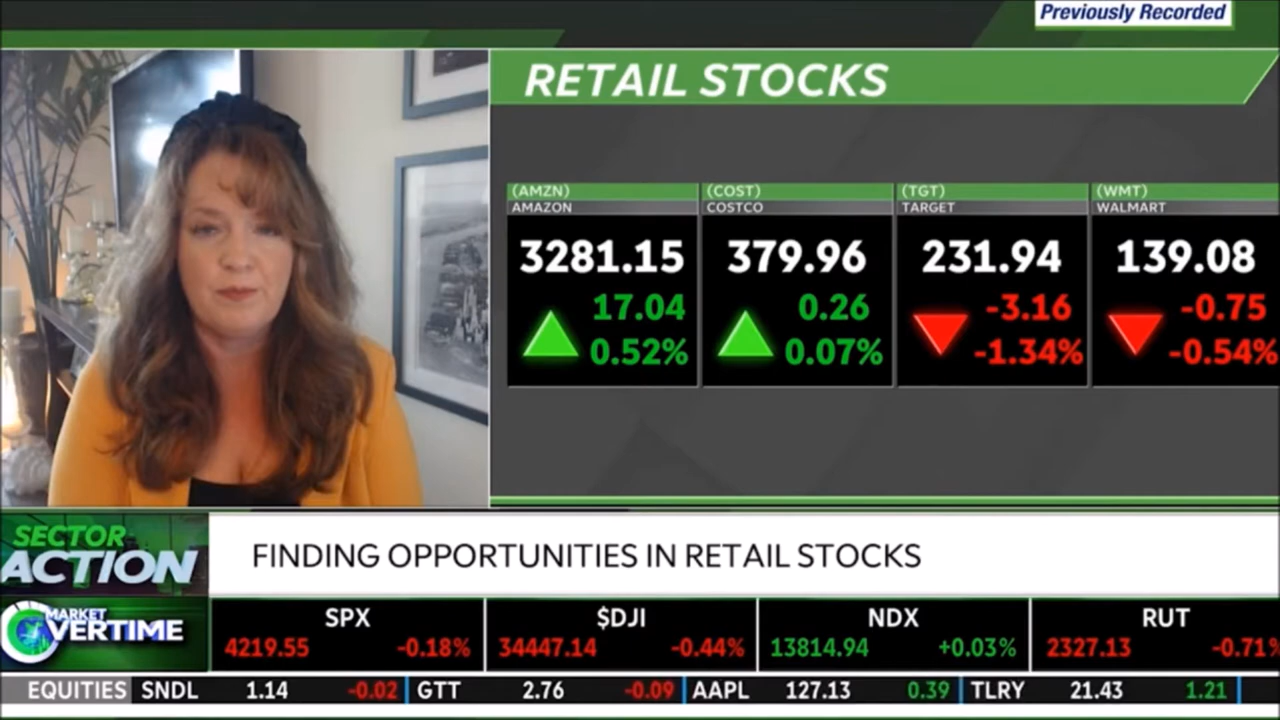 Previously Recorded
RETAIL STOCKS
(AMZN)
AMAZON
3281.15
17.04
0.52%
(COST)
COSTCO
379.96
0.26
0.07%
(TGT)
TARGET
231.94
-3.16
-1.34%
(WMT)
WALMART
139.08
-0.75
-0.54%
SECTOR
ACTION
FINDING OPPORTUNITIES IN RETAIL STOCKS
MARKET
VERTIME
SPX
4219.55 -0.18%
$DJI
34447.14 -0.44%
NDX
13814.94 +0.03%
RUT
2327.13 -0.71%
EQUITIES SNDL 1.14 -0.02 GTT 2.76 -0.09 AAPL 127.13 0.39 TLRY 21.43 1.21